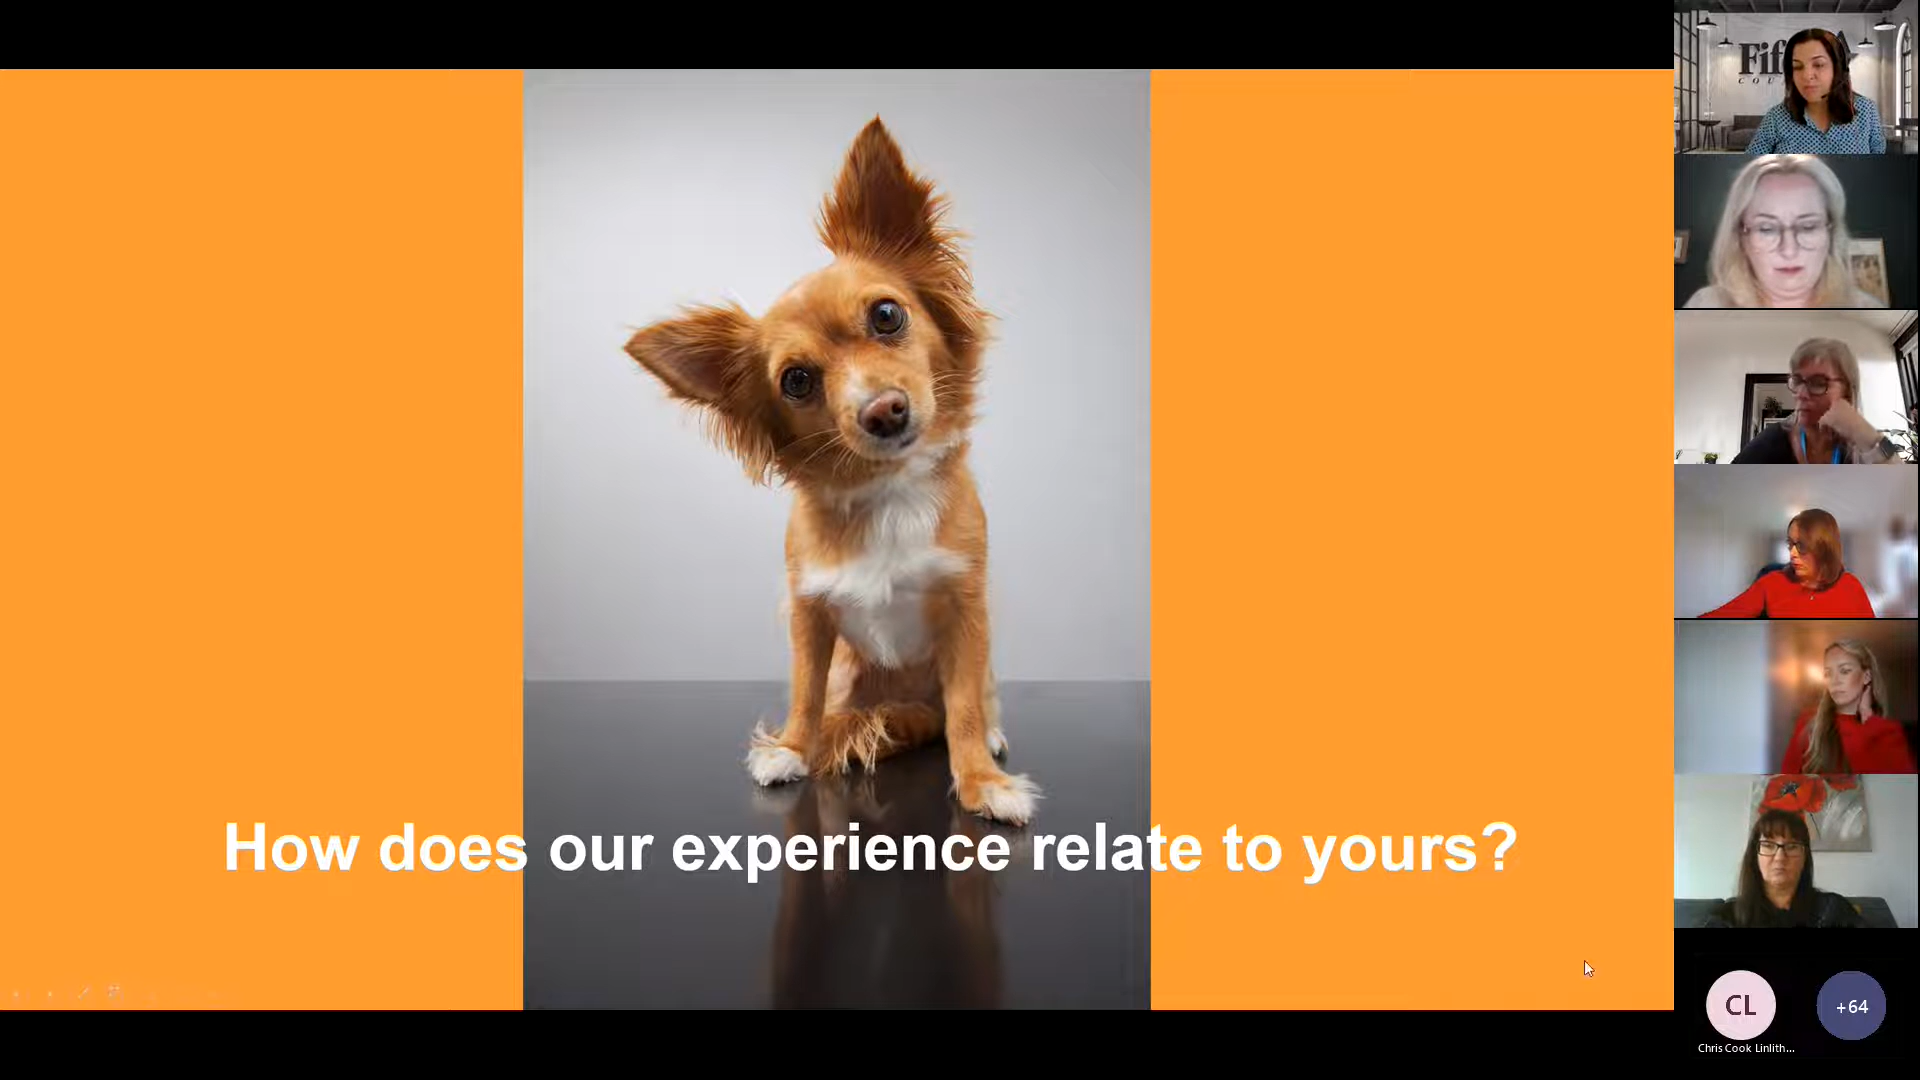 How does our experience relate to yours?
CL
+64
Chris Cook Linlith...